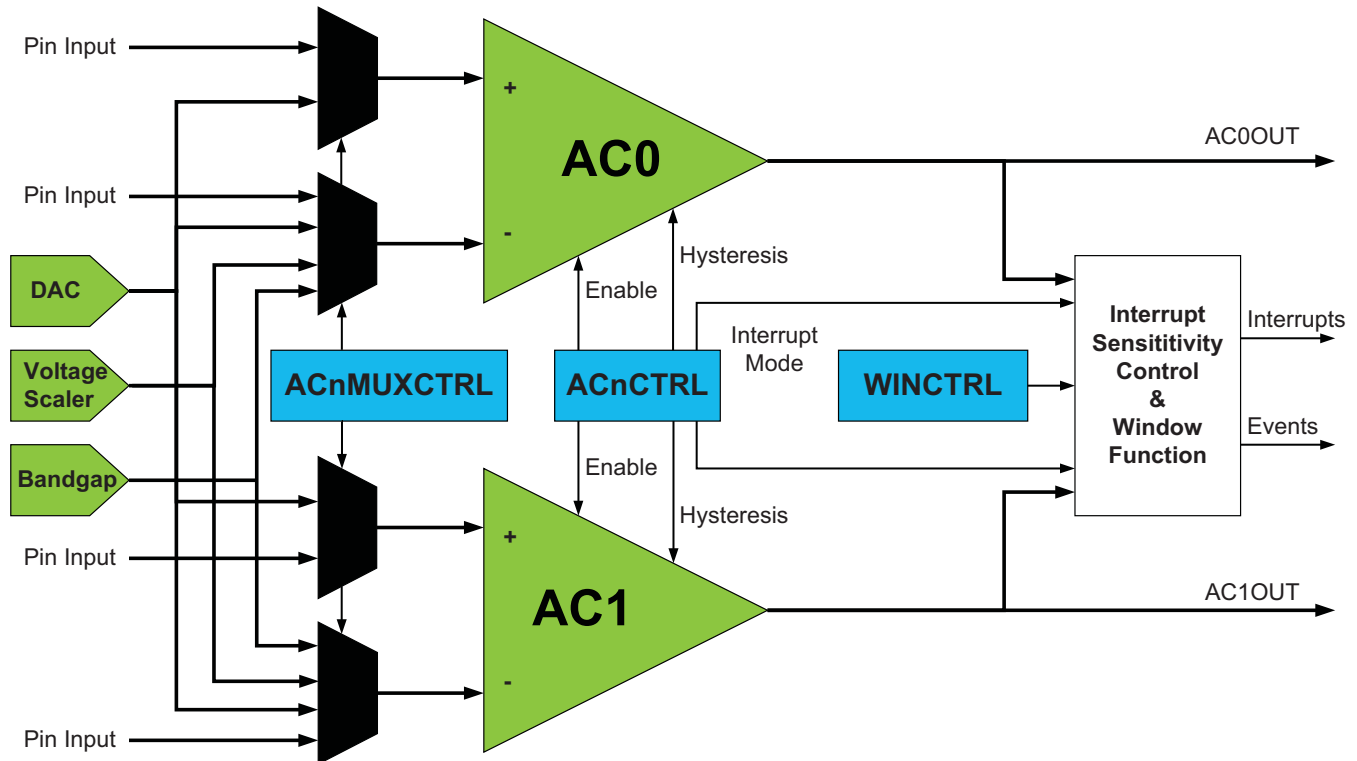 Pin Input
+
AC0
AC0OUT
Pin Input
-
Hysteresis
DAC
Enable
Interrupt
Sensititivity
Control
&
Window
Function
Interrupts
Interrupt
Mode
Voltage
Scaler
ACnMUXCTRL
ACnCTRL
WINCTRL
Events
Bandgap
Enable
Hysteresis
Pin Input
+
AC1
AC1OUT
-
Pin Input